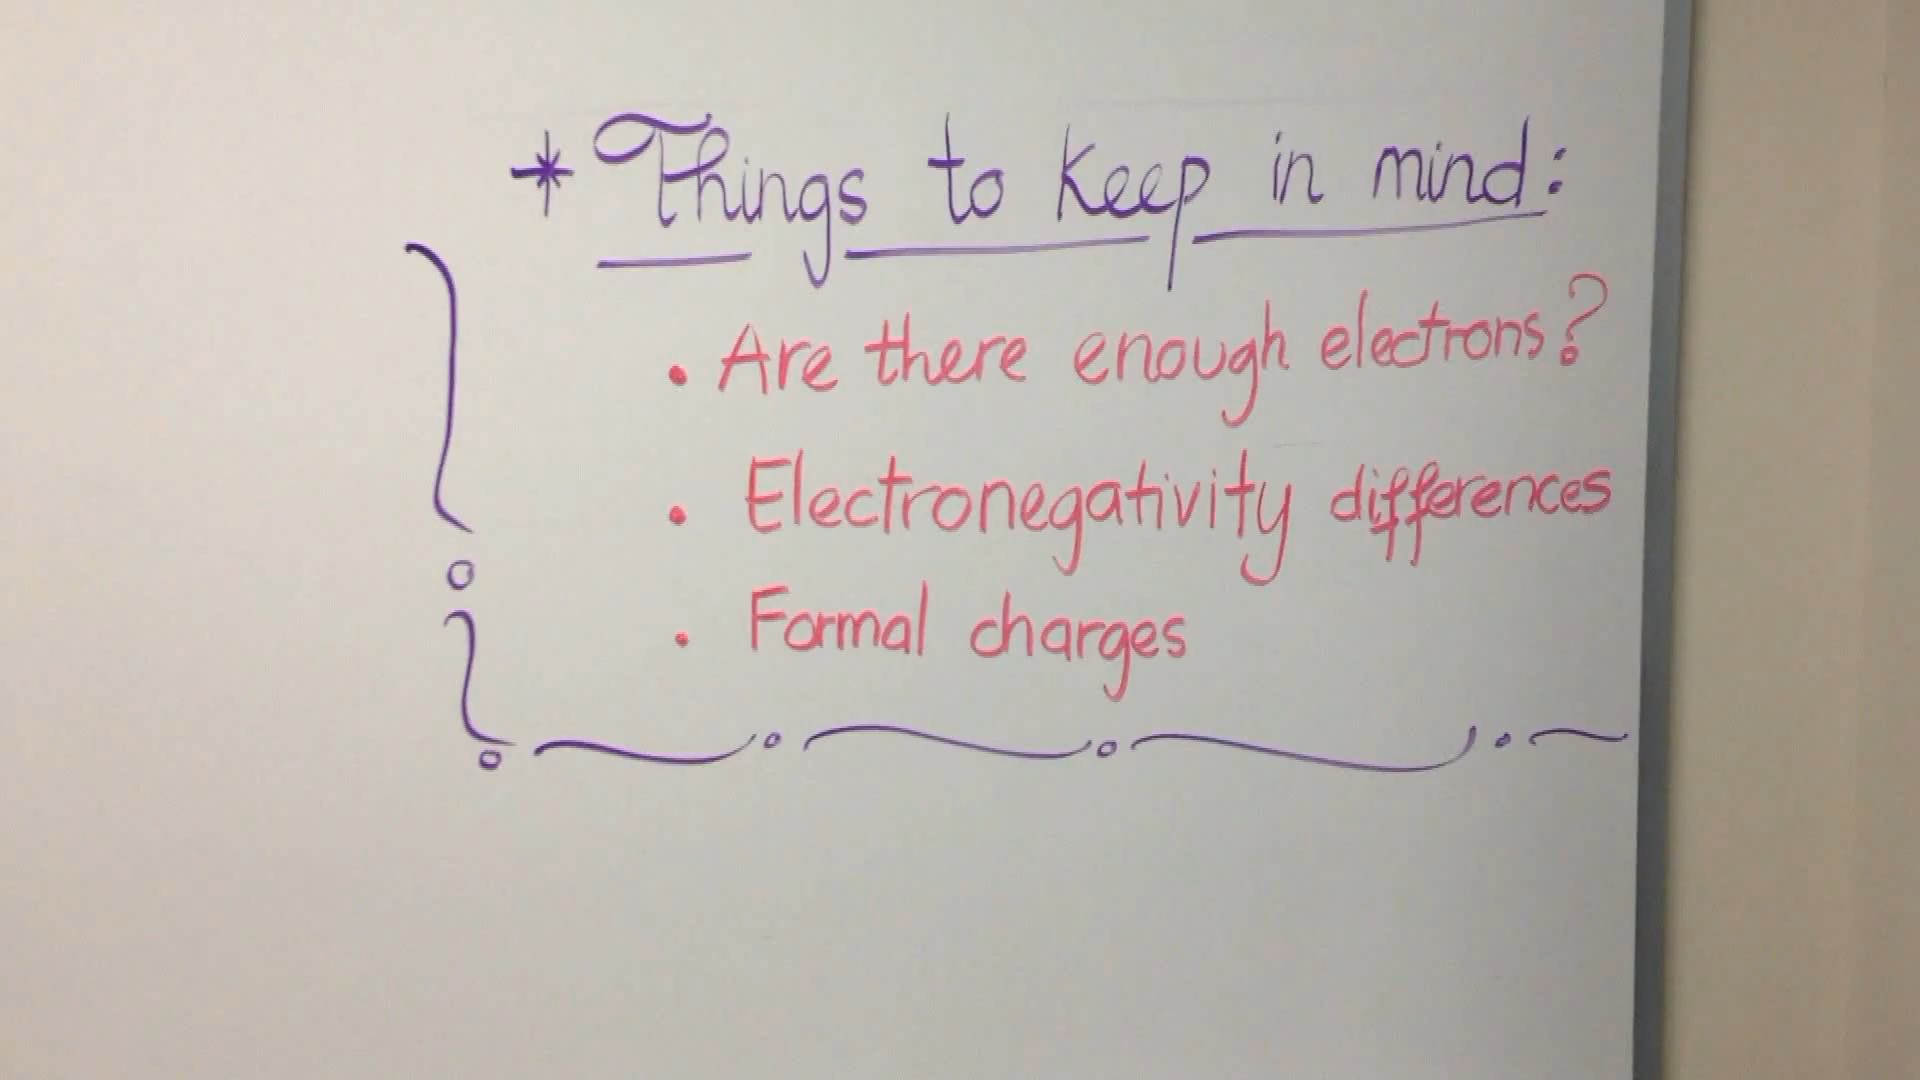 * Things to keep in mind:
• Are there enough electrons?
• Electronegativity differences
• Formal charges